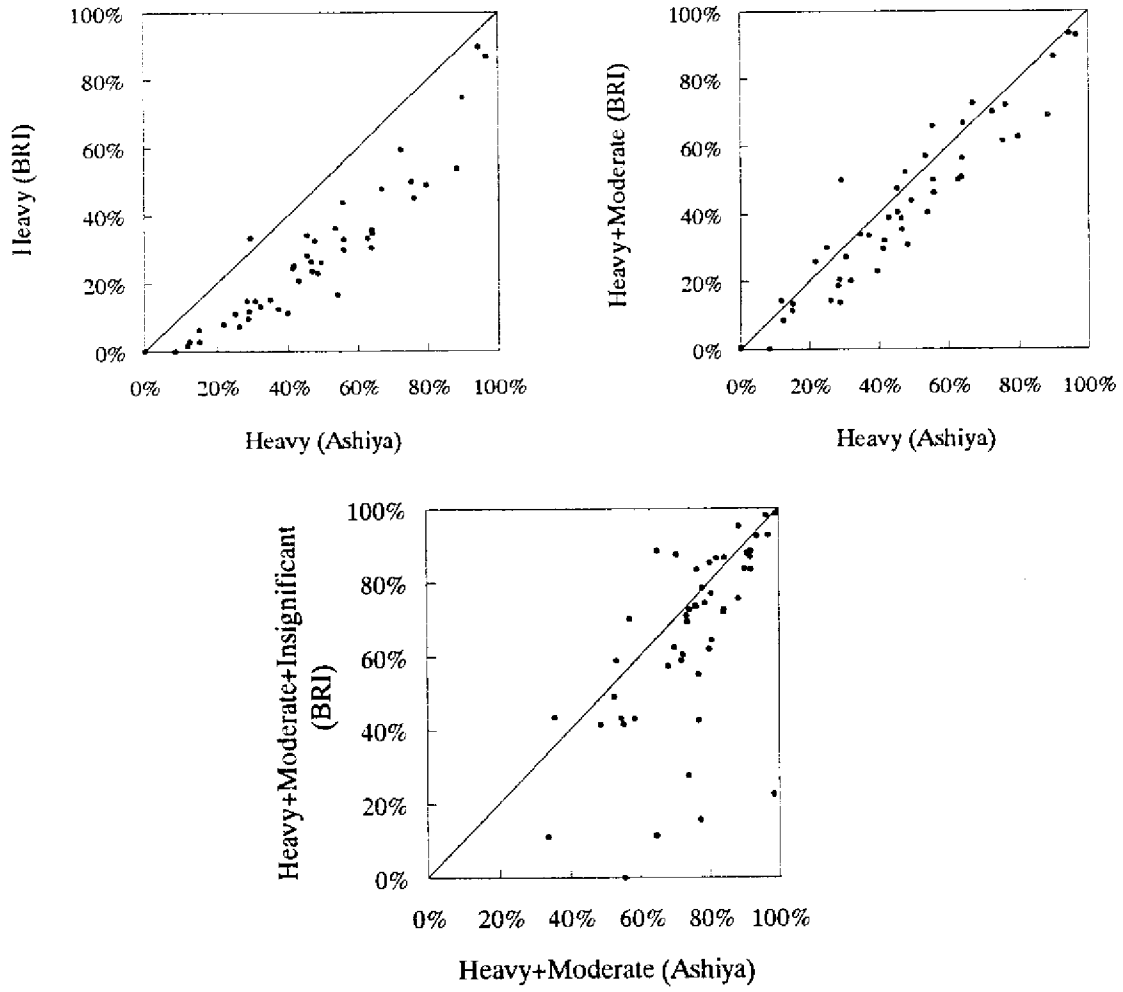 100%
80%
60%
40%
20%
0%
Heavy (BRI)
0% 20% 40% 60% 80% 100%
Heavy (Ashiya)
100%
80%
60%
40%
20%
0%
Heavy+Moderate (BRI)
0% 20% 40% 60% 80% 100%
Heavy (Ashiya)
100%
80%
60%
40%
20%
0%
Heavy+Moderate+Insignificant
(BRI)
0% 20% 40% 60% 80% 100%
Heavy+Moderate (Ashiya)